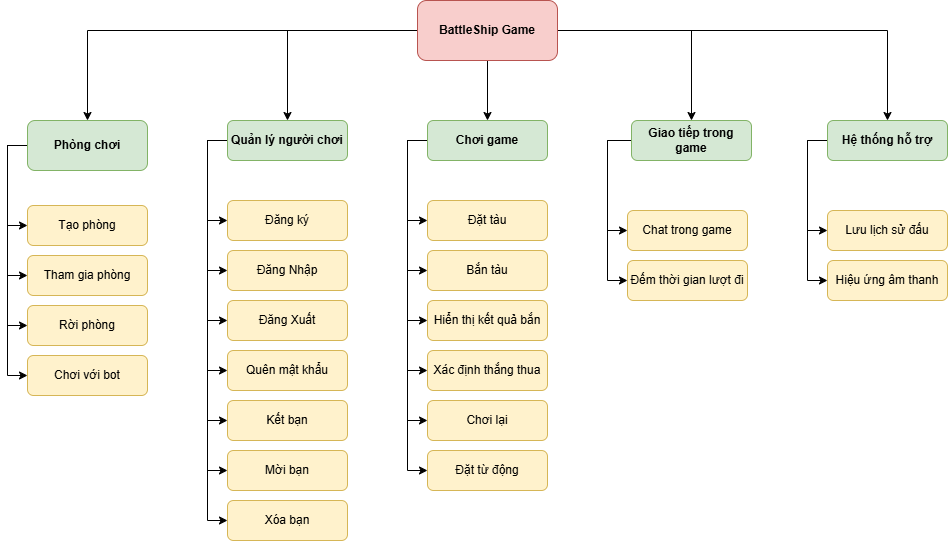 BattleShip Game
Phòng chơi
Tạo phòng
Tham gia phòng
Rời phòng
Chơi với bot
Quản lý người chơi
Đăng ký
Đăng Nhập
Đăng Xuất
Quên mật khẩu
Kết bạn
Mời bạn
Xóa bạn
Chơi game
Đặt tàu
Bắn tàu
Hiển thị kết quả bắn
Xác định thắng thua
Chơi lại
Đặt từ động
Giao tiếp trong
game
Chat trong game
Đếm thời gian lượt đi
Hệ thống hỗ trợ
Lưu lịch sử đấu
Hiệu ứng âm thanh